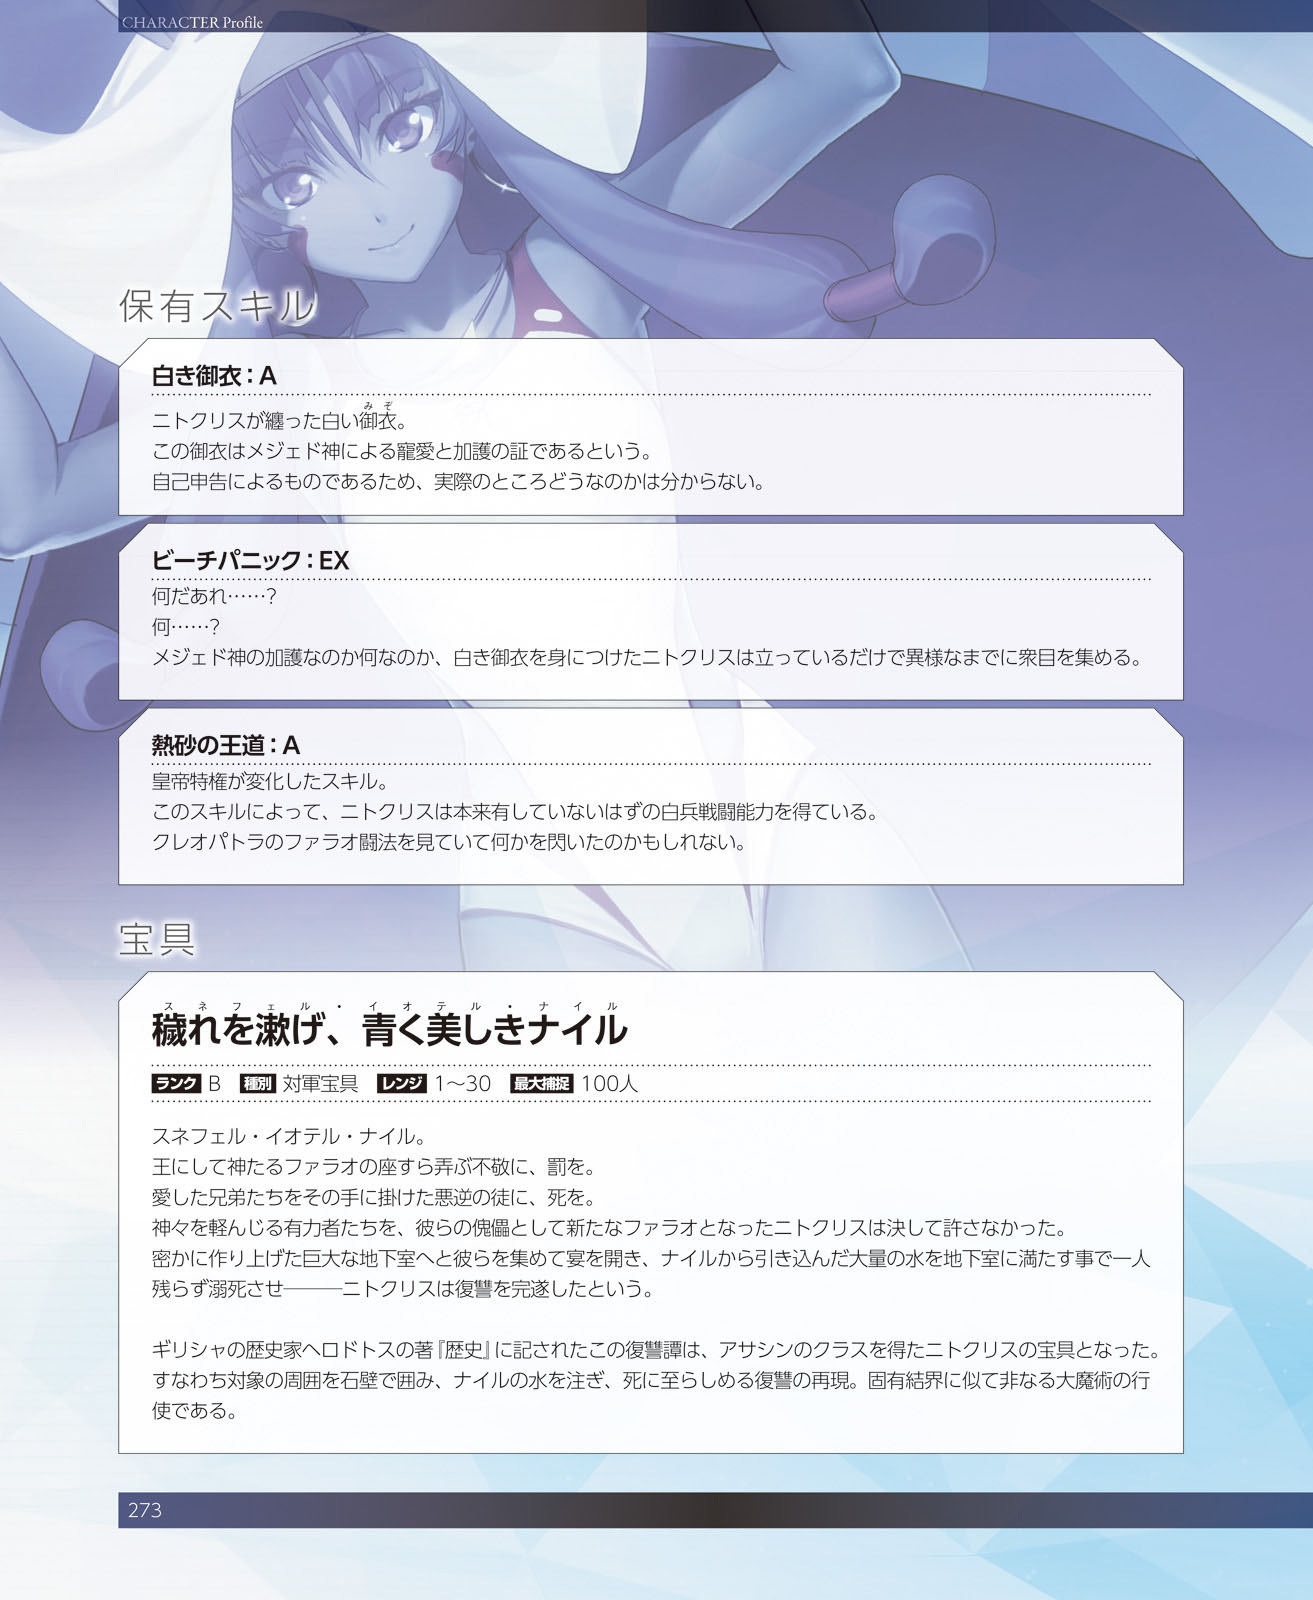 CHARACTER Profile
保有スキル
白き御衣：A
みぞ
ニトクリスが纏った白い御衣。
この御衣はメジェド神による寵愛と加護の証であるという。
自己申告によるものであるため、実際のところどうなのかは分からない。
ビーチパニック：EX
何だあれ……？
何……？
メジェド神の加護なのか何なのか、白き御衣を身につけたニトクリスは立っているだけで異様なまでに衆目を集める。
熱砂の王道：A
皇帝特権が変化したスキル。
このスキルによって、ニトクリスは本来有していないはずの白兵戦闘能力を得ている。
クレオパトラのファラオ闘法を見ていて何かを閃いたのかもしれない。
宝具
スネフェル・イオテル・ナイル
穢れを漱げ、青く美しきナイル
ランク B 種別 対軍宝具 レンジ 1〜30 最大捕捉 100人
スネフェル・イオテル・ナイル。
王にして神たるファラオの座すら弄ぶ不敬に、罰を。
愛した兄弟たちをその手に掛けた悪逆の徒に、死を。
神々を軽んじる有力者たちを、彼らの傀儡として新たなファラオとなったニトクリスは決して許さなかった。
密かに作り上げた巨大な地下室へと彼らを集めて宴を開き、ナイルから引き込んだ大量の水を地下室に満たす事で一人
残らず溺死させ―――ニトクリスは復讐を完遂したという。
ギリシャの歴史家ヘロドトスの著『歴史』に記されたこの復讐譚は、アサシンのクラスを得たニトクリスの宝具となった。
すなわち対象の周囲を石壁で囲み、ナイルの水を注ぎ、死に至らしめる復讐の再現。固有結界に似て非なる大魔術の行
使である。
273